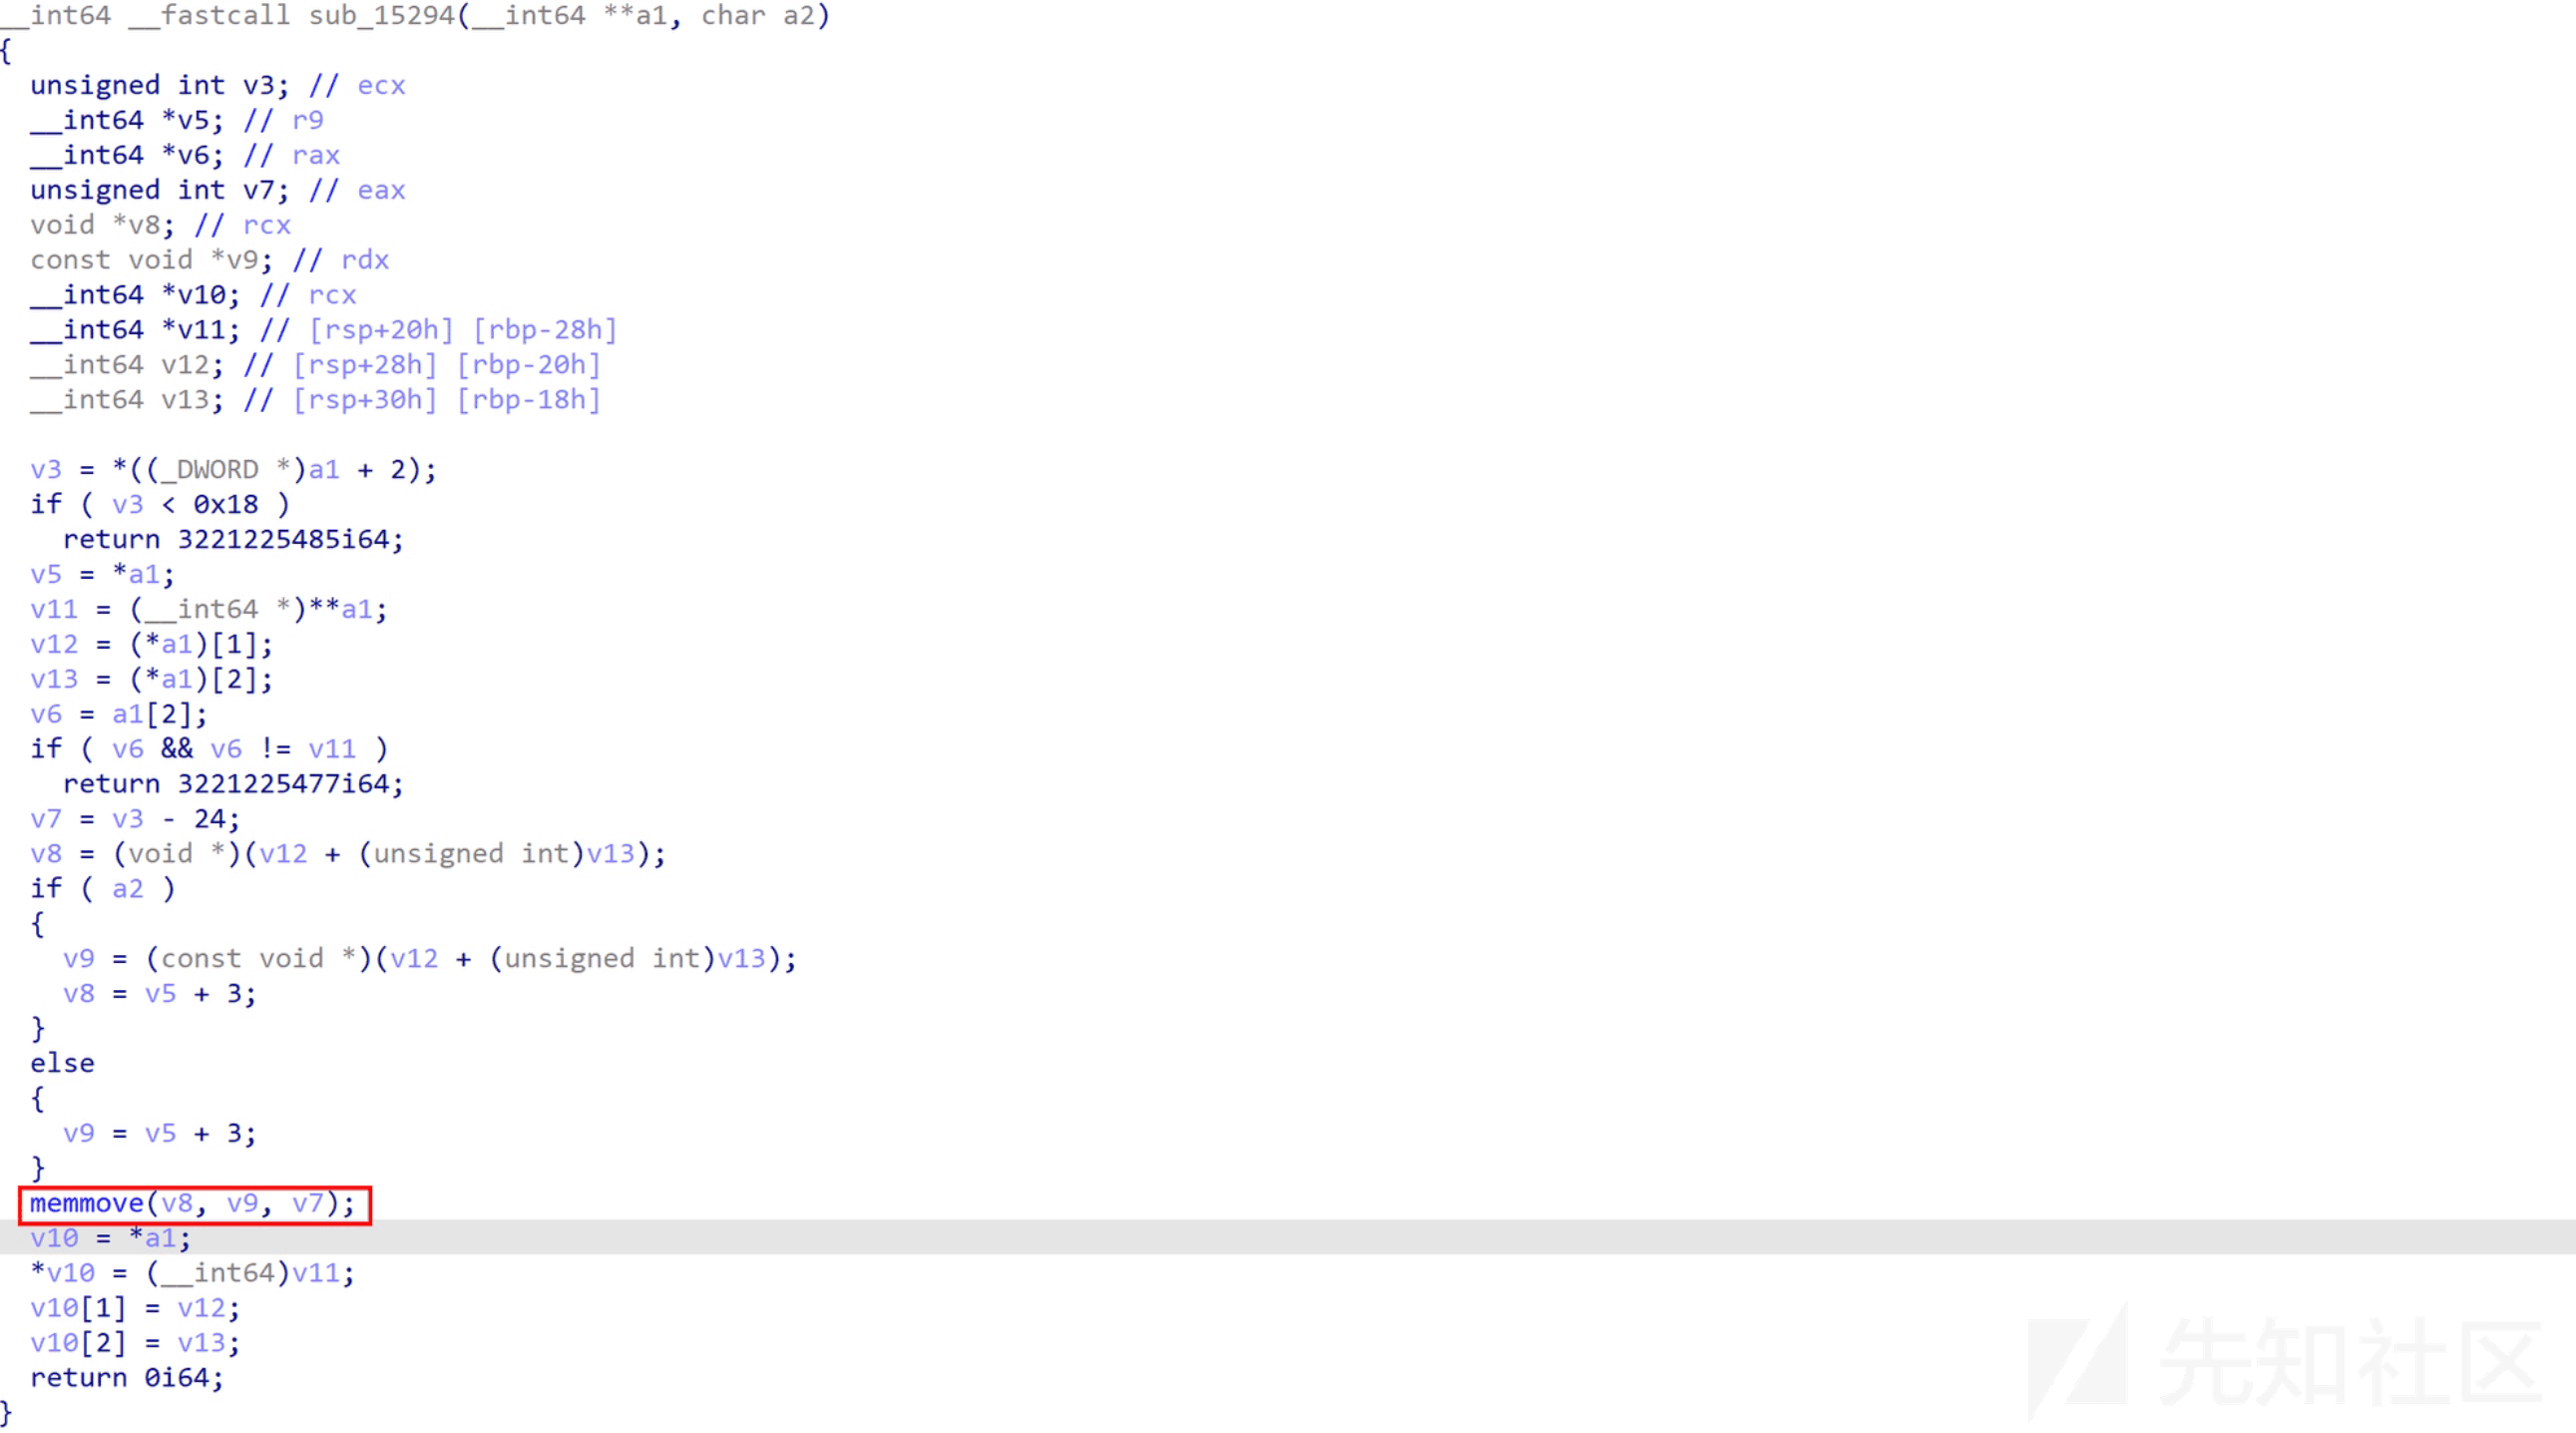 __int64 __fastcall sub_15294(__int64 **a1, char a2)
{
  unsigned int v3; // ecx
  __int64 *v5; // r9
  __int64 *v6; // rax
  unsigned int v7; // eax
  void *v8; // rcx
  const void *v9; // rdx
  __int64 *v10; // rcx
  __int64 *v11; // [rsp+20h] [rbp-28h]
  __int64 v12; // [rsp+28h] [rbp-20h]
  __int64 v13; // [rsp+30h] [rbp-18h]

  v3 = *((_DWORD *)a1 + 2);
  if ( v3 < 0x18 )
    return 3221225485i64;
  v5 = *a1;
  v11 = (__int64 *)**a1;
  v12 = (*a1)[1];
  v13 = (*a1)[2];
  v6 = a1[2];
  if ( v6 && v6 != v11 )
    return 3221225477i64;
  v7 = v3 - 24;
  v8 = (void *)(v12 + (unsigned int)v13);
  if ( a2 )
  {
    v9 = (const void *)(v12 + (unsigned int)v13);
    v8 = v5 + 3;
  }
  else
  {
    v9 = v5 + 3;
  }
  memmove(v8, v9, v7);
  v10 = *a1;
  *v10 = (__int64)v11;
  v10[1] = v12;
  v10[2] = v13;
  return 0i64;
}
先知社区